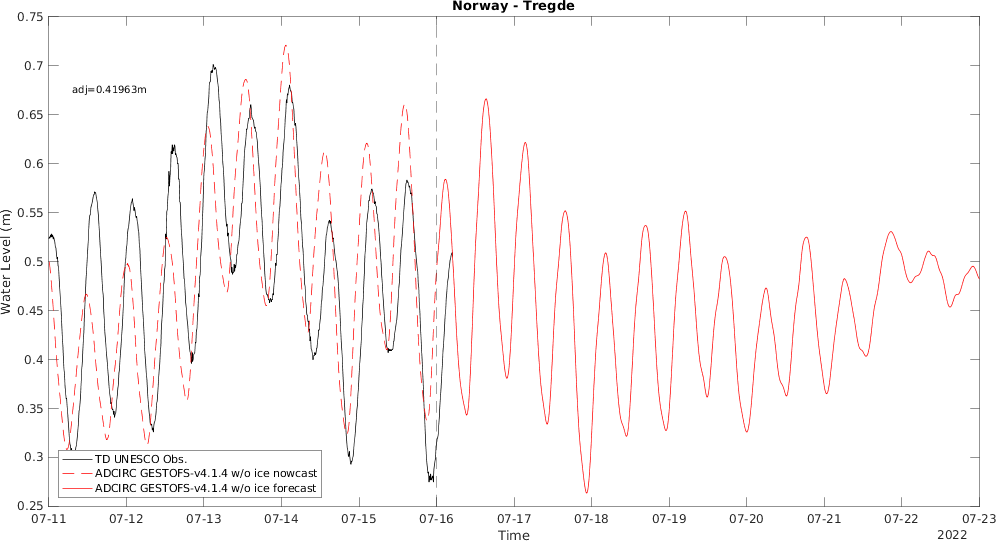 Norway - Tregde
0.75
0.7
0.65
0.6
0.55
0.5
0.45
0.4
0.35
0.3
0.25
Water Level (m)
adj=0.41963m
TD UNESCO Obs.
ADCIRC GESTOFS-v4.1.4 w/o ice nowcast
ADCIRC GESTOFS-v4.1.4 w/o ice forecast
07-11 07-12 07-13 07-14 07-15 07-16 07-17 07-18 07-19 07-20 07-21 07-22 07-23
Time
2022